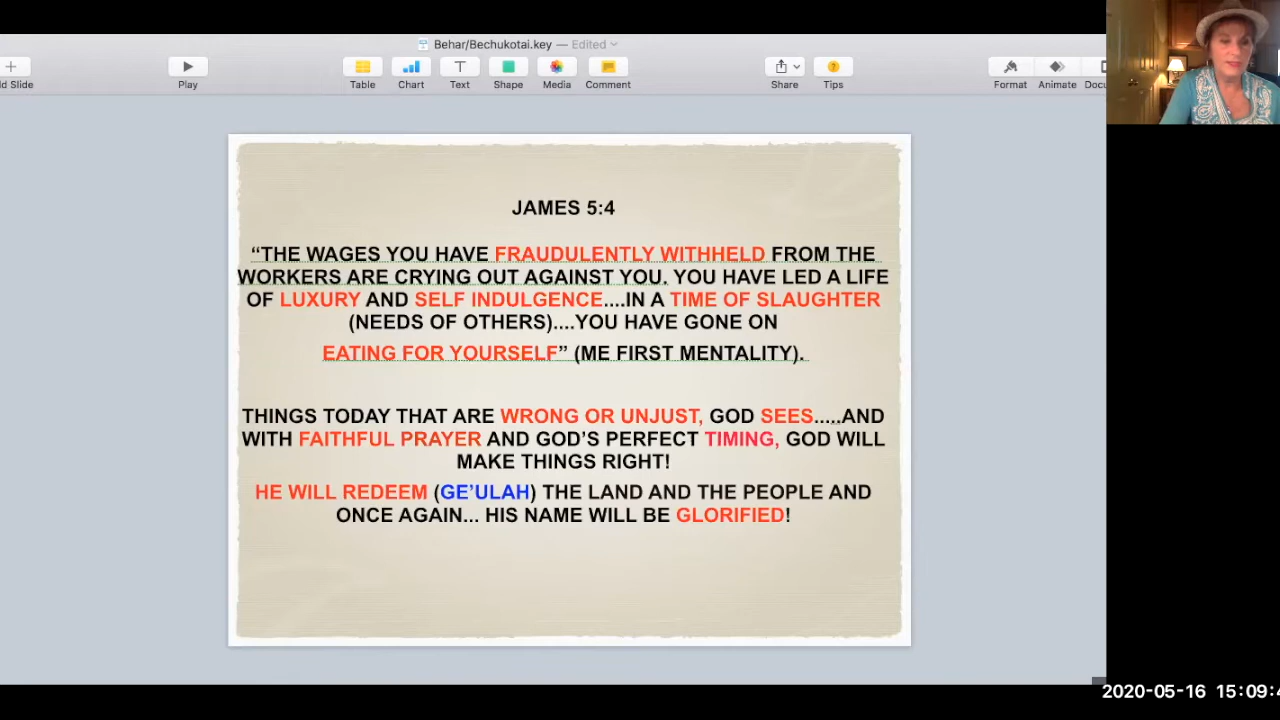 Behar/Bechukotai.key — Edited
d Slide
Play
Table
Chart
Text
Shape
Media
Comment
Share
Tips
Format
Animate
Docu
JAMES 5:4
“THE WAGES YOU HAVE FRAUDULENTLY WITHHELD FROM THE
WORKERS ARE CRYING OUT AGAINST YOU. YOU HAVE LED A LIFE
OF LUXURY AND SELF INDULGENCE....IN A TIME OF SLAUGHTER
(NEEDS OF OTHERS)....YOU HAVE GONE ON
EATING FOR YOURSELF” (ME FIRST MENTALITY).
THINGS TODAY THAT ARE WRONG OR UNJUST, GOD SEES.....AND
WITH FAITHFUL PRAYER AND GOD’S PERFECT TIMING, GOD WILL
MAKE THINGS RIGHT!
HE WILL REDEEM (GE’ULAH) THE LAND AND THE PEOPLE AND
ONCE AGAIN... HIS NAME WILL BE GLORIFIED!
2020-05-16 15:09:4